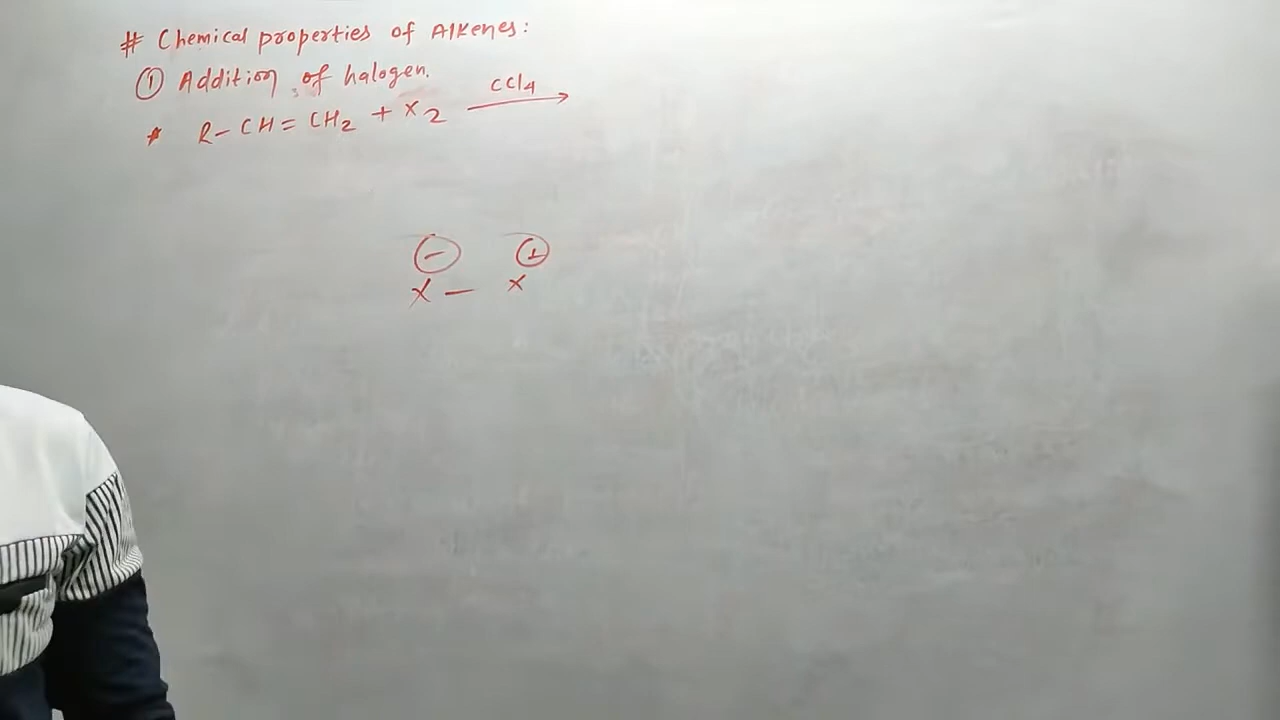 # Chemical properties of Alkenes:
① Addition of halogen.
* R-CH=CH₂ + X₂ —CCl₄→
⊖ ⊕
X — X